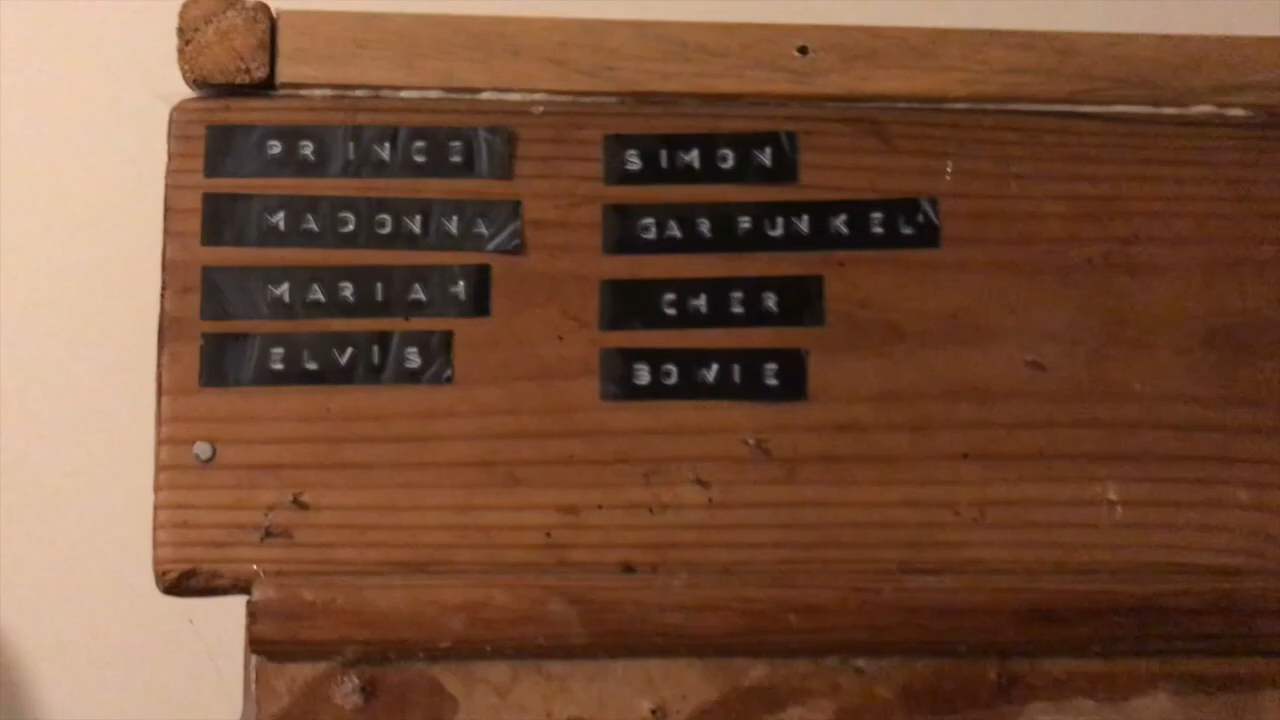 PRINCE
MADONNA
MARIAH
ELVIS
SIMON
GARFUNKEL
CHER
BOWIE